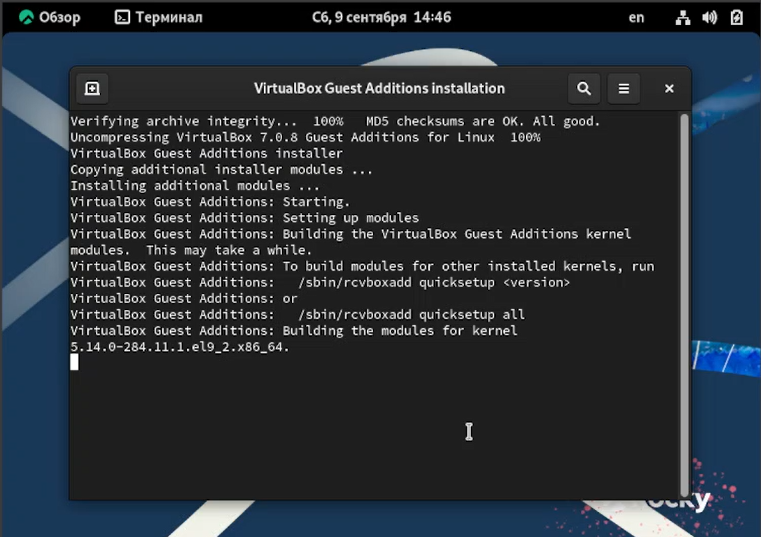 Обзор Терминал Сб, 9 сентября 14:46 en
VirtualBox Guest Additions installation
Verifying archive integrity... 100% MD5 checksums are OK. All good.
Uncompressing VirtualBox 7.0.8 Guest Additions for Linux 100%
VirtualBox Guest Additions installer
Copying additional installer modules ...
Installing additional modules ...
VirtualBox Guest Additions: Starting.
VirtualBox Guest Additions: Setting up modules
VirtualBox Guest Additions: Building the VirtualBox Guest Additions kernel
modules. This may take a while.
VirtualBox Guest Additions: To build modules for other installed kernels, run
VirtualBox Guest Additions: /sbin/rcvboxadd quicksetup <version>
VirtualBox Guest Additions: or
VirtualBox Guest Additions: /sbin/rcvboxadd quicksetup all
VirtualBox Guest Additions: Building the modules for kernel
5.14.0-284.11.1.el9_2.x86_64.